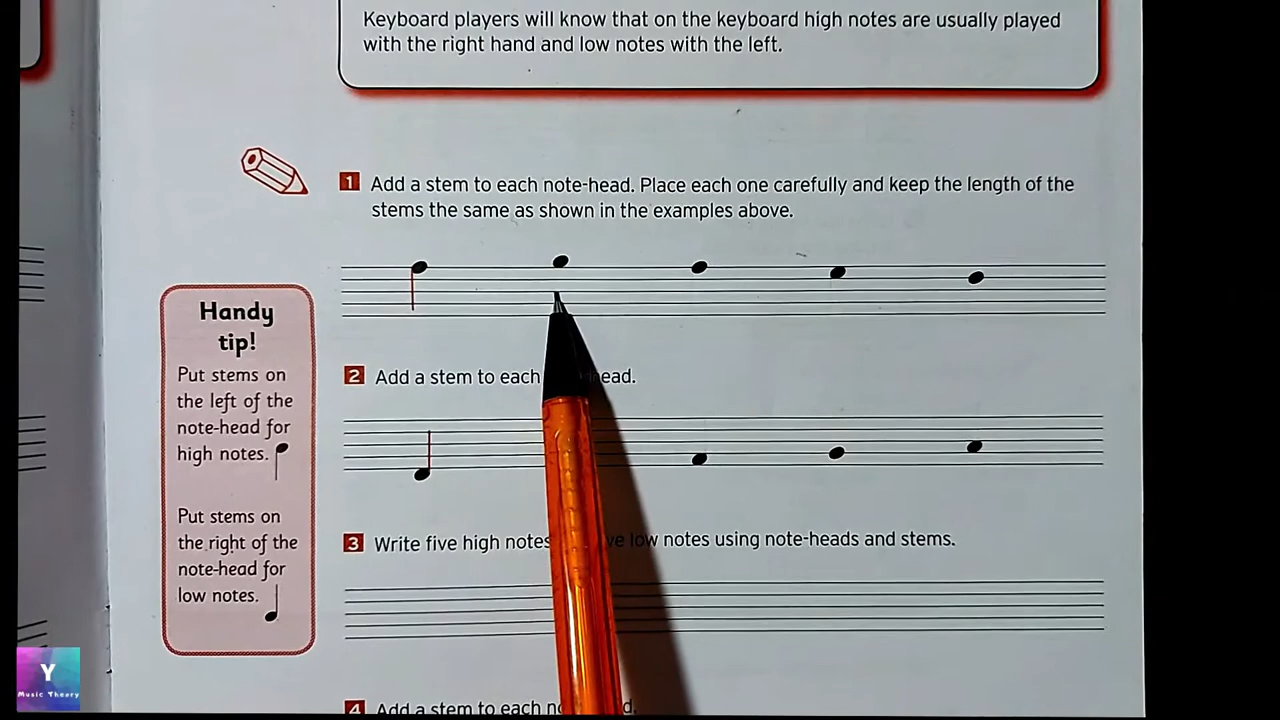 Keyboard players will know that on the keyboard high notes are usually played
with the right hand and low notes with the left.
1 Add a stem to each note-head. Place each one carefully and keep the length of the
stems the same as shown in the examples above.
Handy
tip!
Put stems on
the left of the
note-head for
high notes.
Put stems on
the right of the
note-head for
low notes.
2 Add a stem to each head.
3 Write five high notes low notes using note-heads and stems.
4 Add a stem to each
Y
Music Theory